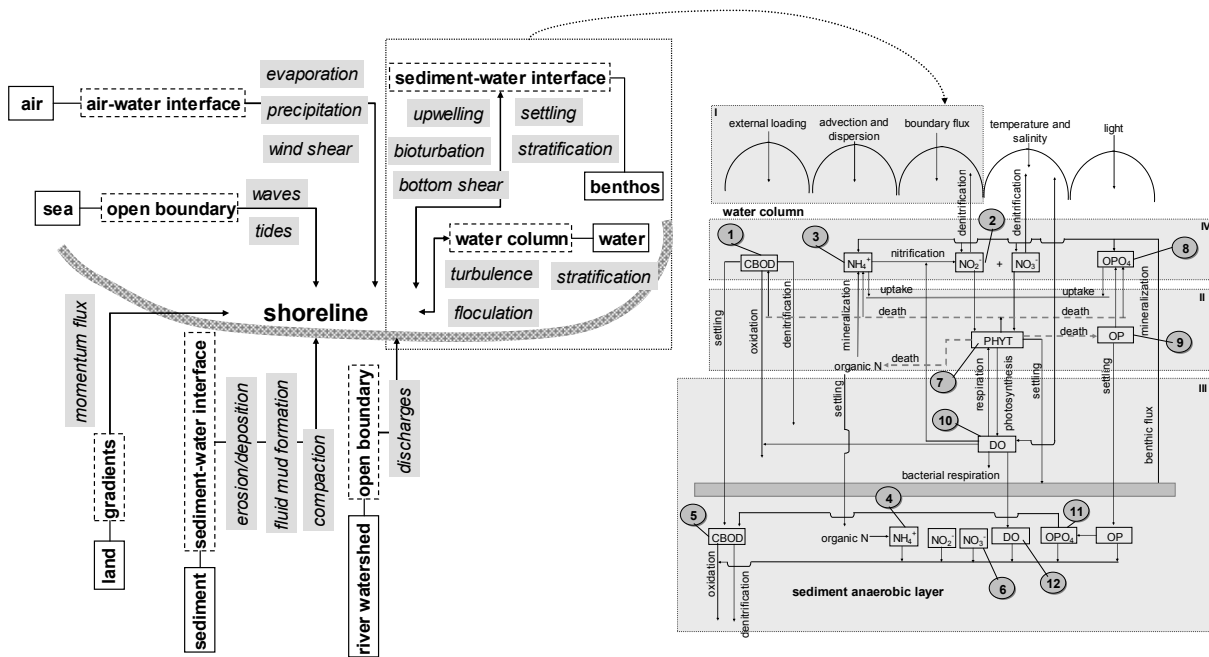 air
air-water interface
evaporation
precipitation
wind shear
sea
open boundary
waves
tides
sediment-water interface
upwelling
settling
bioturbation
stratification
bottom shear
benthos
water column
water
turbulence
stratification
floculation
shoreline
momentum flux
gradients
land
sediment-water interface
sediment
erosion/deposition
fluid mud formation
compaction
open boundary
river watershed
discharges
I
external loading
advection and
dispersion
boundary flux
temperature and
salinity
light
water column
IV
denitrification
denitrification
1
3
2
8
CBOD
NH₄⁺
nitrification
NO₂⁻
+
NO₃⁻
OPO₄
II
uptake
uptake
death
death
settling
oxidation
denitrification
mineralization
mineralization
PHYT
death
OP
9
death
organic N
7
respiration
photosynthesis
settling
settling
settling
III
10
DO
benthic flux
bacterial respiration
5
4
11
CBOD
organic N
NH₄⁺
NO₂⁻
NO₃⁻
DO
OPO₄
OP
6
12
oxidation
denitrification
sediment anaerobic layer